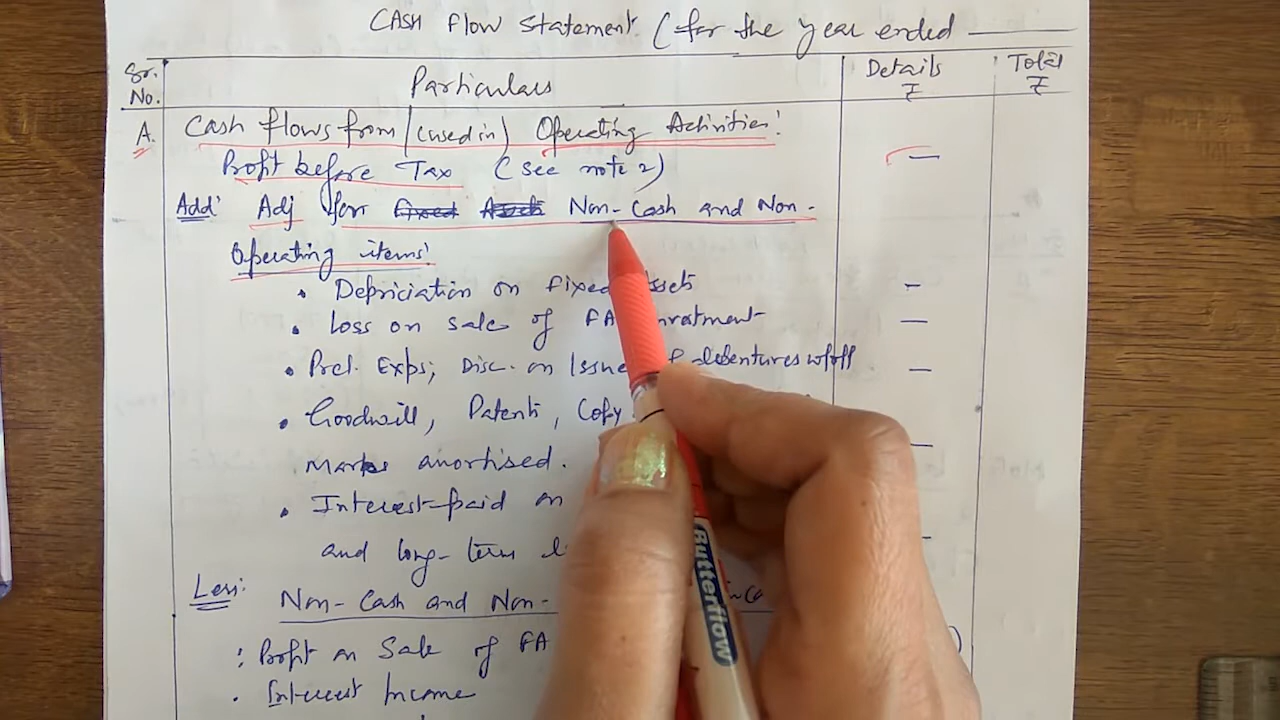 CASH Flow Statement (for the year ended
Sr. No. Particulars Details ₹ Total ₹
A. Cash flows from/(used in) Operating Activities:
Profit before Tax (see note 2)
Add: Adj for Non-Cash and Non-
Operating items:
• Depriciation on fixed Assets
• Loss on sale of FA
• Prel. Exps; Disc. on Issue of debentures w/off
• Goodwill, Patents, Copy
Marks amortised.
• Interest paid on
and long-term
Less: Non-Cash and Non-
: Profit on Sale of FA
• Interest Income
Butterflow